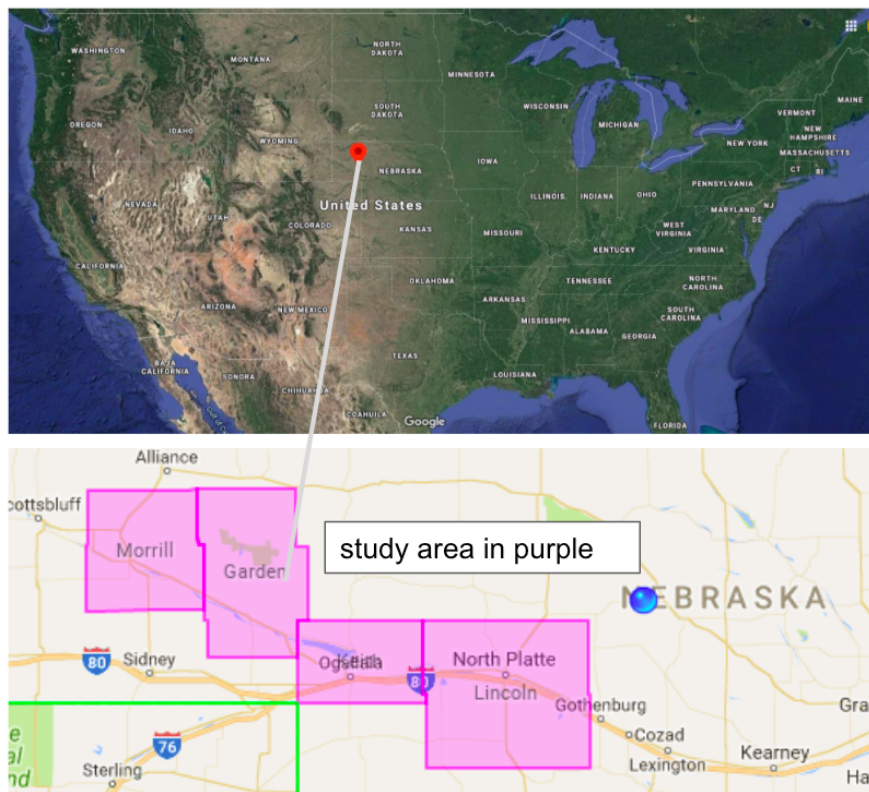 WASHINGTON
MONTANA
NORTH
DAKOTA
MINNESOTA
OREGON
IDAHO
WYOMING
SOUTH
DAKOTA
WISCONSIN
MICHIGAN
MAINE
VERMONT
NEW
HAMPSHIRE
NEW YORK
MASSACHUSETTS
CT
RI
NEBRASKA
IOWA
NEVADA
UTAH
COLORADO
United States
KANSAS
MISSOURI
ILLINOIS
INDIANA
OHIO
PENNSYLVANIA
MARYLAND
NJ
DE
WEST
VIRGINIA
VIRGINIA
KENTUCKY
CALIFORNIA
ARIZONA
NEW MEXICO
OKLAHOMA
ARKANSAS
TENNESSEE
NORTH
CAROLINA
SOUTH
CAROLINA
MISSISSIPPI
ALABAMA
GEORGIA
TEXAS
LOUISIANA
FLORIDA
BAJA
CALIFORNIA
SONORA
CHIHUAHUA
COAHUILA
Gulf of
Google
Alliance
cottsbluff
Morrill
Garden
study area in purple
NEBRASKA
80
Sidney
Ogallala
80
North Platte
Lincoln
Gothenburg
Gra
76
Sterling
Cozad
Lexington
Kearney
Ha
e
al
nd